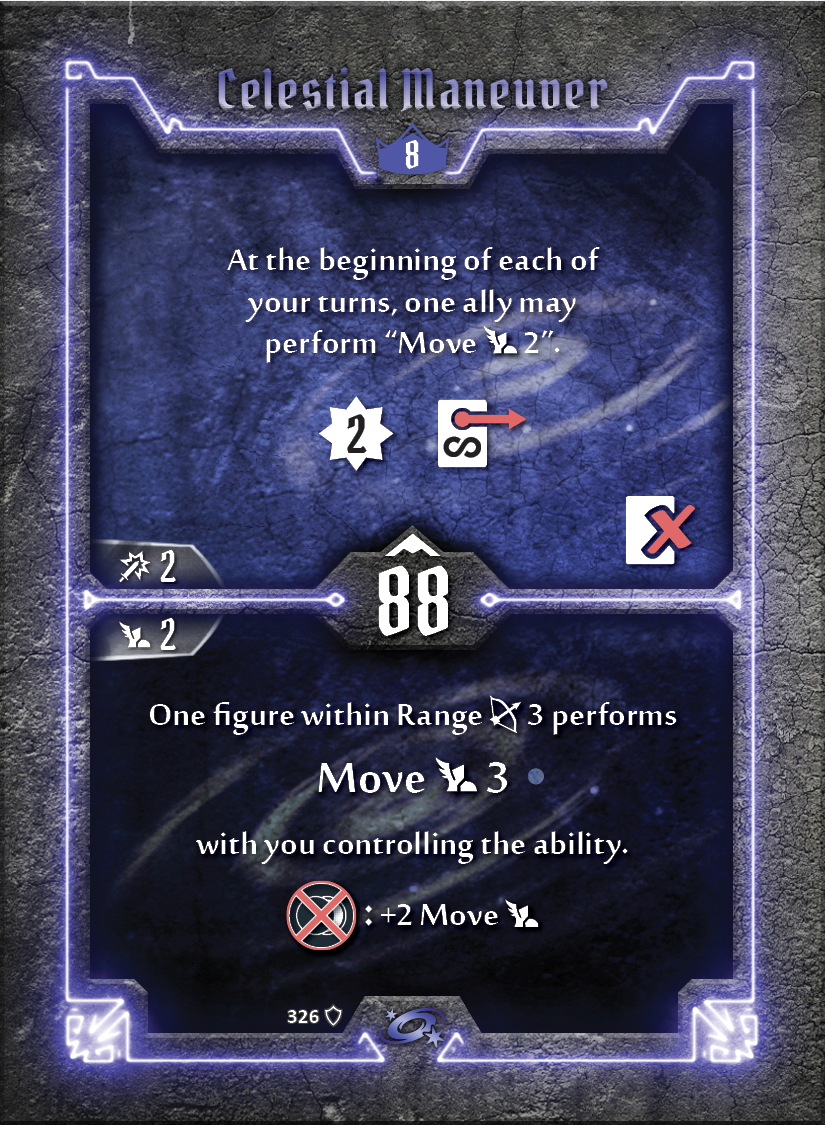 Celestial Maneuver
8
At the beginning of each of
your turns, one ally may
perform “Move 2”.
2
2
88
2
One figure within Range 3 performs
Move 3
with you controlling the ability.
: +2 Move
326